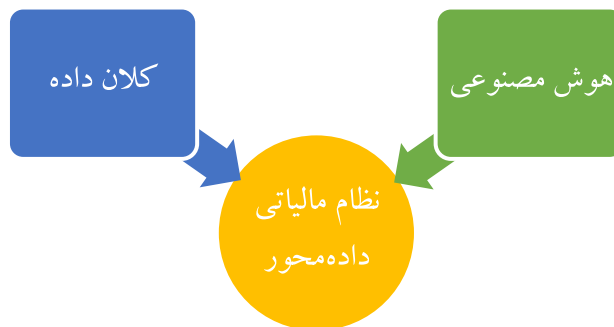 هوش مصنوعی
کلان داده
نظام مالیاتی
داده‌محور